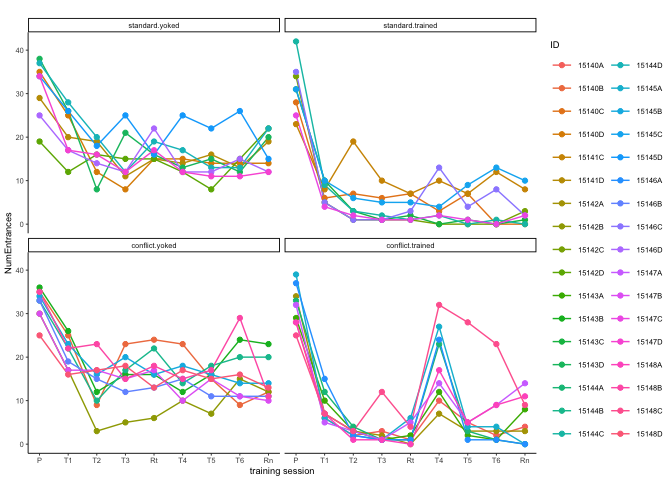 standard.yoked
standard.trained
40
30
20
10
0
conflict.yoked
conflict.trained
40
30
20
10
0
NumEntrances
P T1 T2 T3 Rt T4 T5 T6 Rn
P T1 T2 T3 Rt T4 T5 T6 Rn
training session
ID
15140A 15144D
15140B 15145A
15140C 15145B
15140D 15145C
15141C 15145D
15141D 15146A
15142A 15146B
15142B 15146C
15142C 15146D
15142D 15147A
15143A 15147B
15143B 15147C
15143C 15147D
15143D 15148A
15144A 15148B
15144B 15148C
15144C 15148D